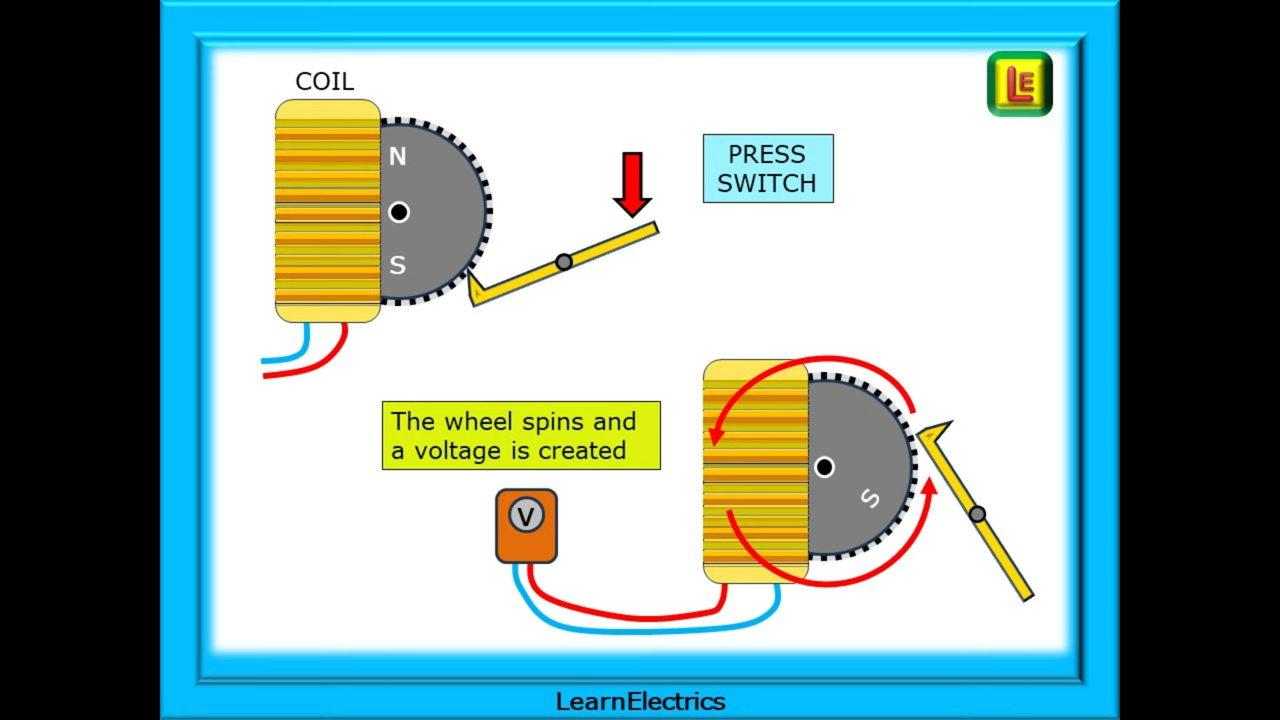 COIL
LE
N
PRESS
SWITCH
S
The wheel spins and
a voltage is created
S
V
LearnElectrics